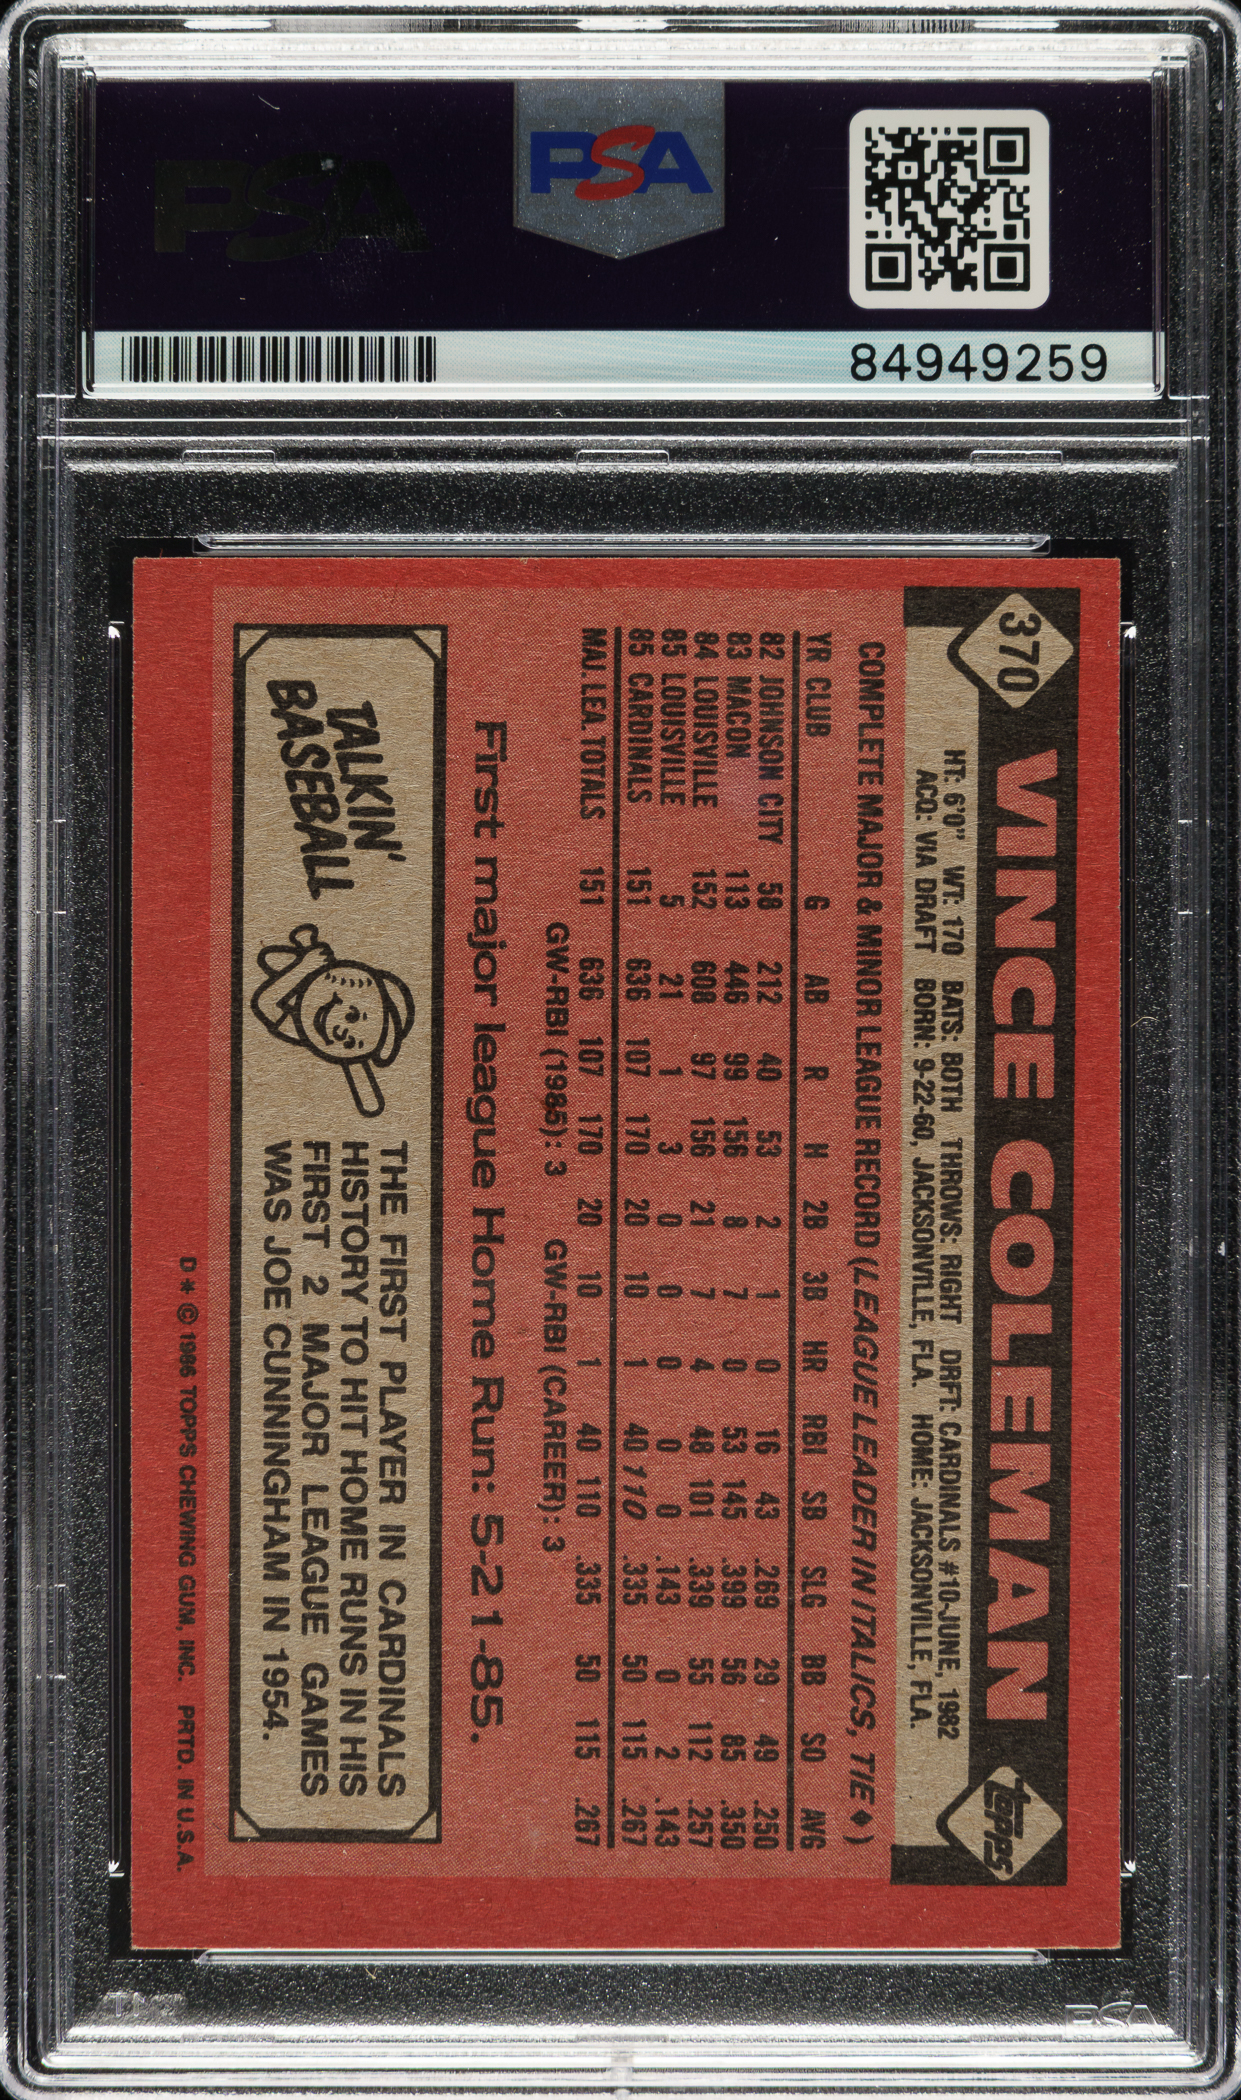 PSA
PSA
84949259
370
VINCE COLEMAN
topps
HT: 6'0" WT: 170 BATS: BOTH THROWS: RIGHT DRFT: CARDINALS #10-JUNE, 1982
ACQ: VIA DRAFT BORN: 9-22-60, JACKSONVILLE, FLA. HOME: JACKSONVILLE, FLA.
COMPLETE MAJOR & MINOR LEAGUE RECORD (LEAGUE LEADER IN ITALICS, TIE ♦)
YR CLUB G AB R H 2B 3B HR RBI SB SLG BB SO AVG
82 JOHNSON CITY 58 212 40 53 2 1 0 16 43 .269 29 49 .250
83 MACON 113 446 99 156 8 7 0 53 145 .399 56 85 .350
84 LOUISVILLE 152 608 97 156 21 7 4 48 101 .339 55 112 .257
85 LOUISVILLE 5 21 1 3 0 0 0 0 0 .143 0 2 .143
85 CARDINALS 151 636 107 170 20 10 1 40 110 .335 50 115 .267
MAJ. LEA. TOTALS 151 636 107 170 20 10 1 40 110 .335 50 115 .267
GW-RBI (1985): 3 GW-RBI (CAREER): 3
First major league Home Run: 5-21-85.
TALKIN'
BASEBALL
THE FIRST PLAYER IN CARDINALS
HISTORY TO HIT HOME RUNS IN HIS
FIRST 2 MAJOR LEAGUE GAMES
WAS JOE CUNNINGHAM IN 1954.
D* © 1986 TOPPS CHEWING GUM, INC. PRTD. IN U.S.A.
PSA